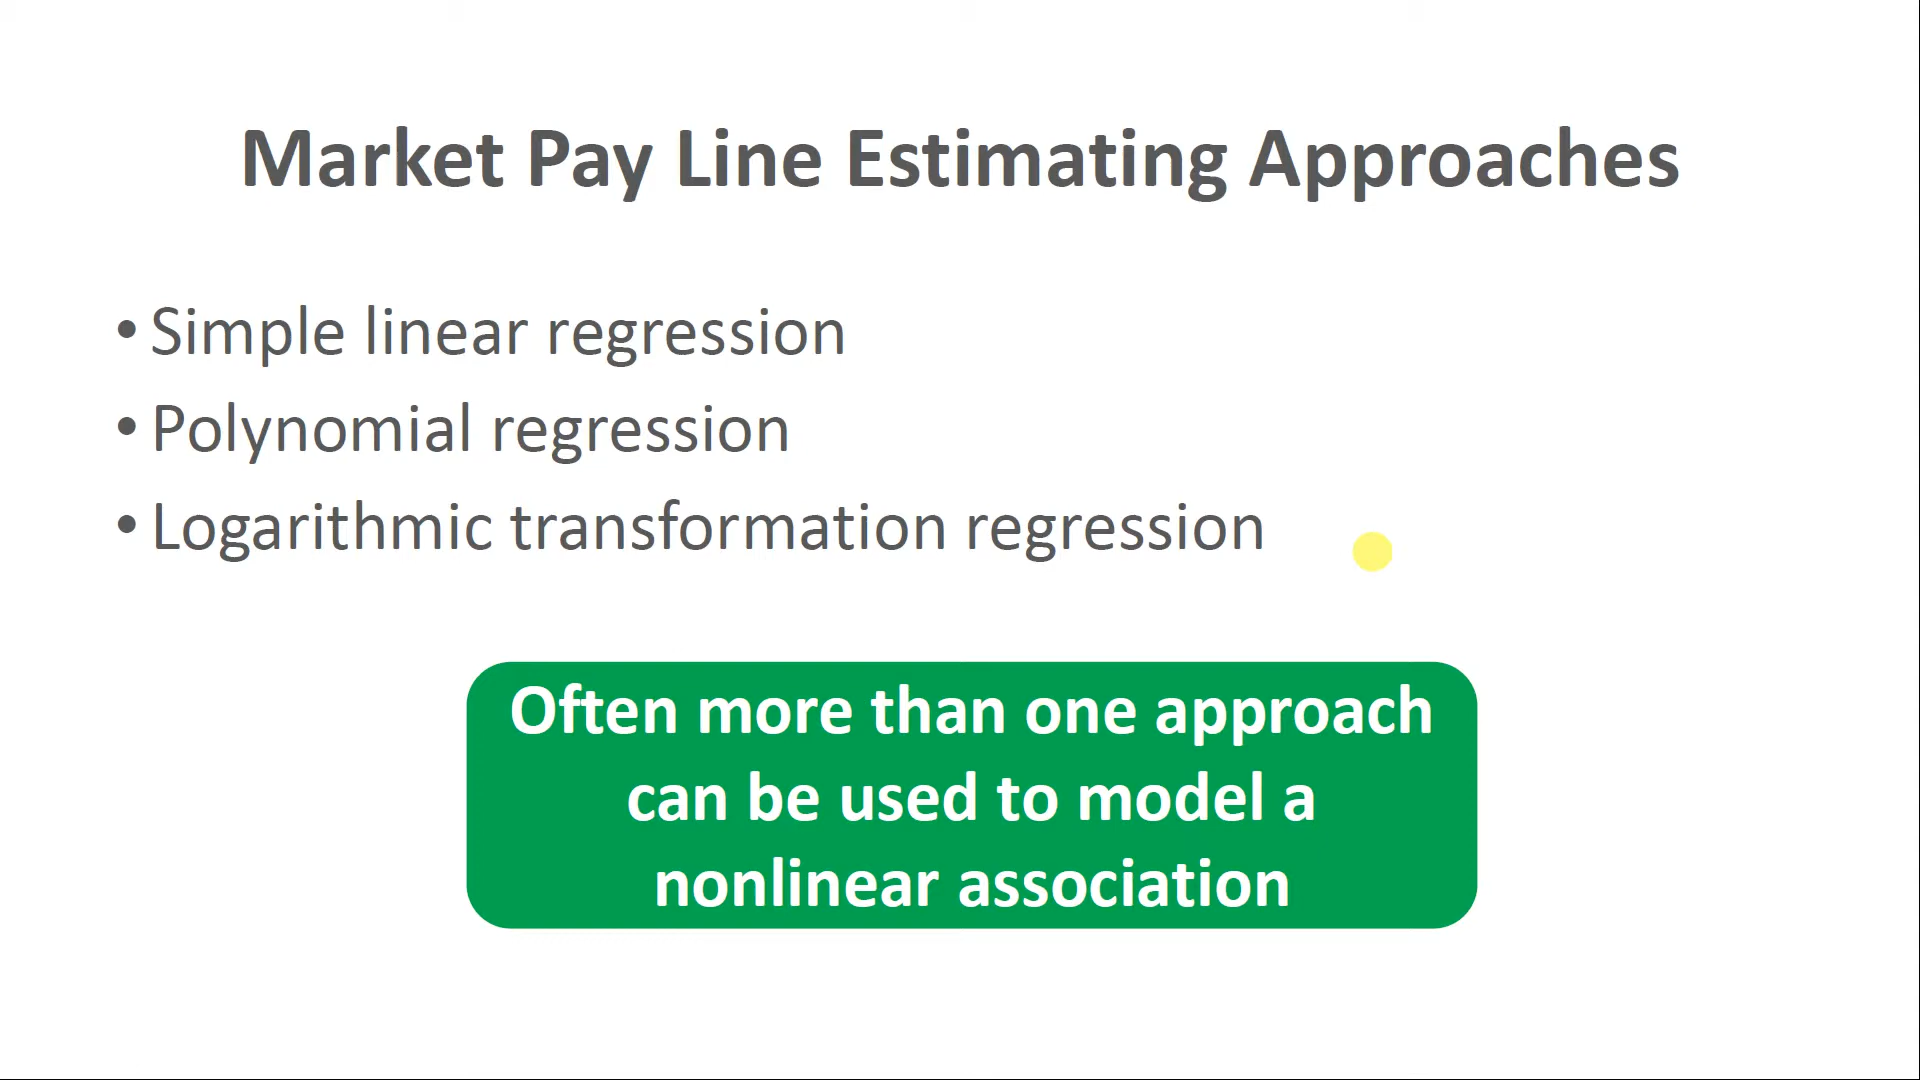 Market Pay Line Estimating Approaches
• Simple linear regression
• Polynomial regression
• Logarithmic transformation regression
Often more than one approach
can be used to model a
nonlinear association